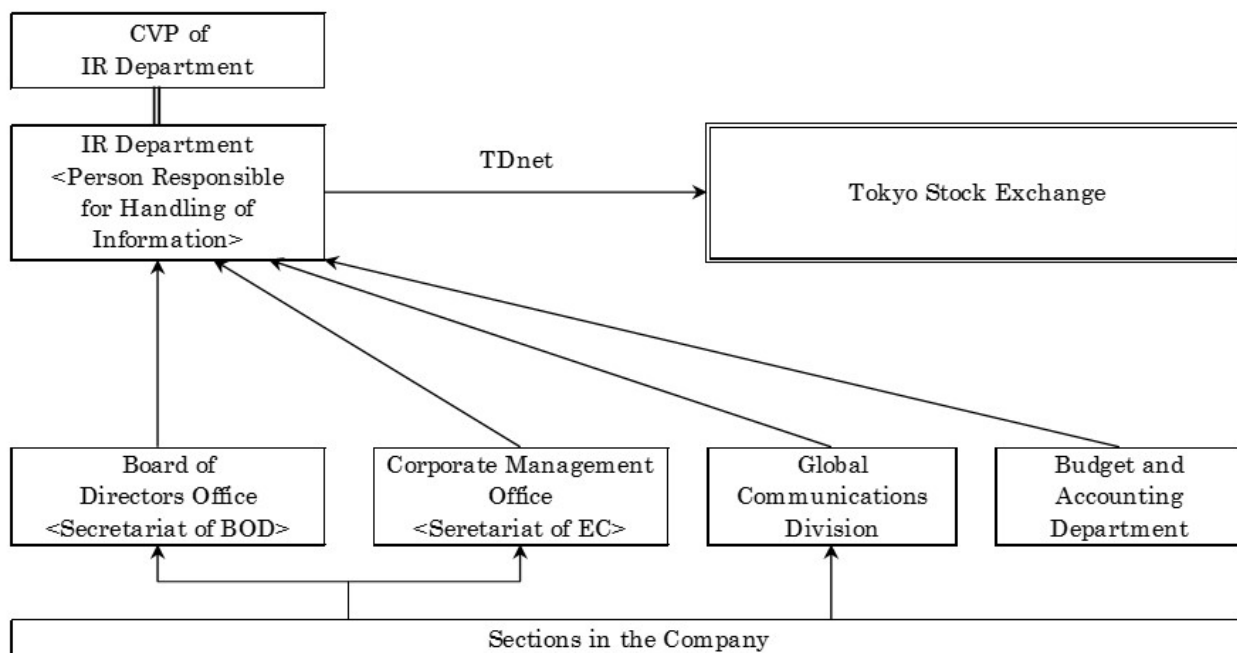 CVP of
IR Department
IR Department
<Person Responsible
for Handling of
Information>
TDnet
Tokyo Stock Exchange
Board of
Directors Office
<Secretariat of BOD>
Corporate Management
Office
<Seretariat of EC>
Global
Communications
Division
Budget and
Accounting
Department
Sections in the Company